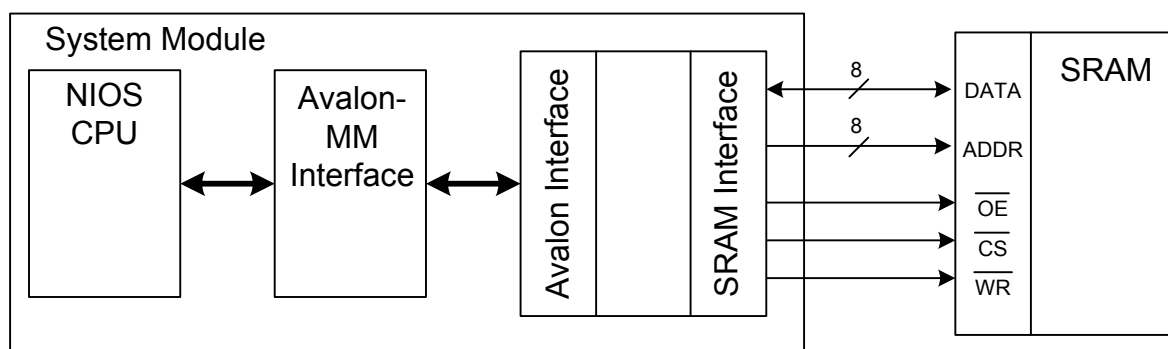 System Module
NIOS
CPU
Avalon-
MM
Interface
Avalon Interface
SRAM Interface
8
8
DATA
ADDR
OE
CS
WR
SRAM